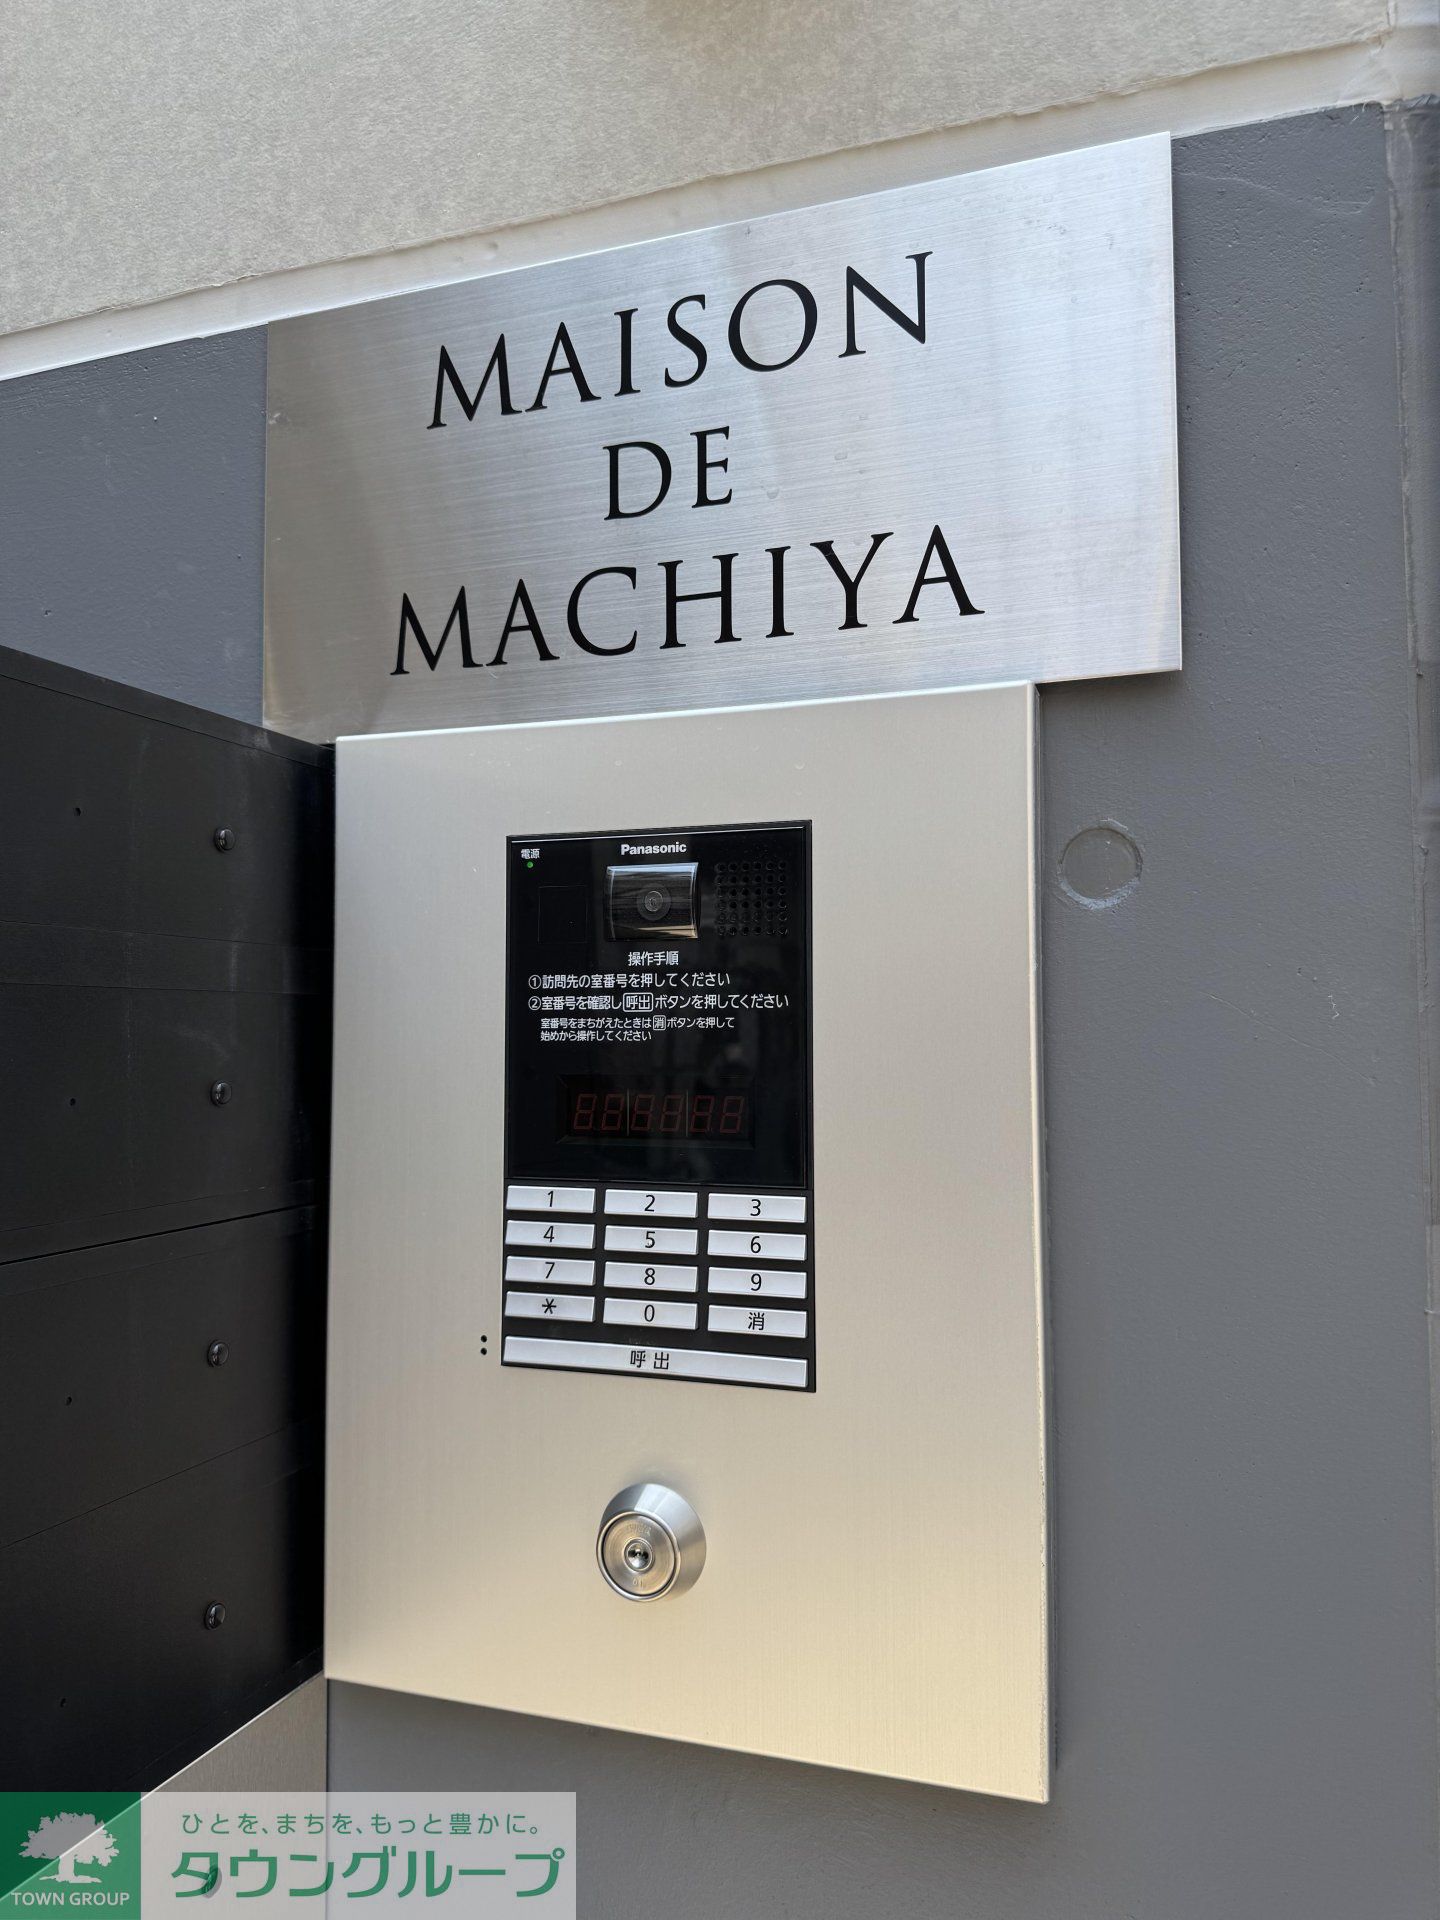 MAISON
DE
MACHIYA
電源
Panasonic
操作手順
①訪問先の室番号を押してください
②室番号を確認し呼出ボタンを押してください
室番号をまちがえたときは消ボタンを押して
始めから操作してください
1 2 3
4 5 6
7 8 9
* 0 消
呼出
ひとを、まちを、もっと豊かに。
タウングループ
TOWN GROUP